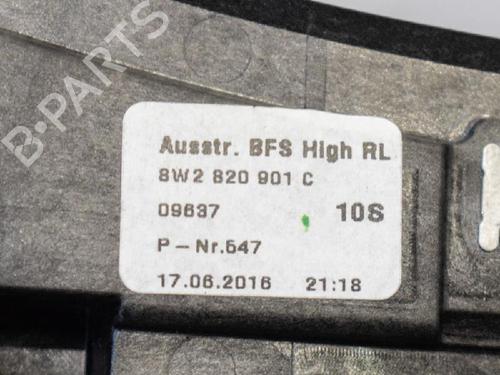 B-PARTS
Ausstr. BFS High RL
8W2 820 901 C
09637 10S
P-Nr.547
17.06.2016 21:18